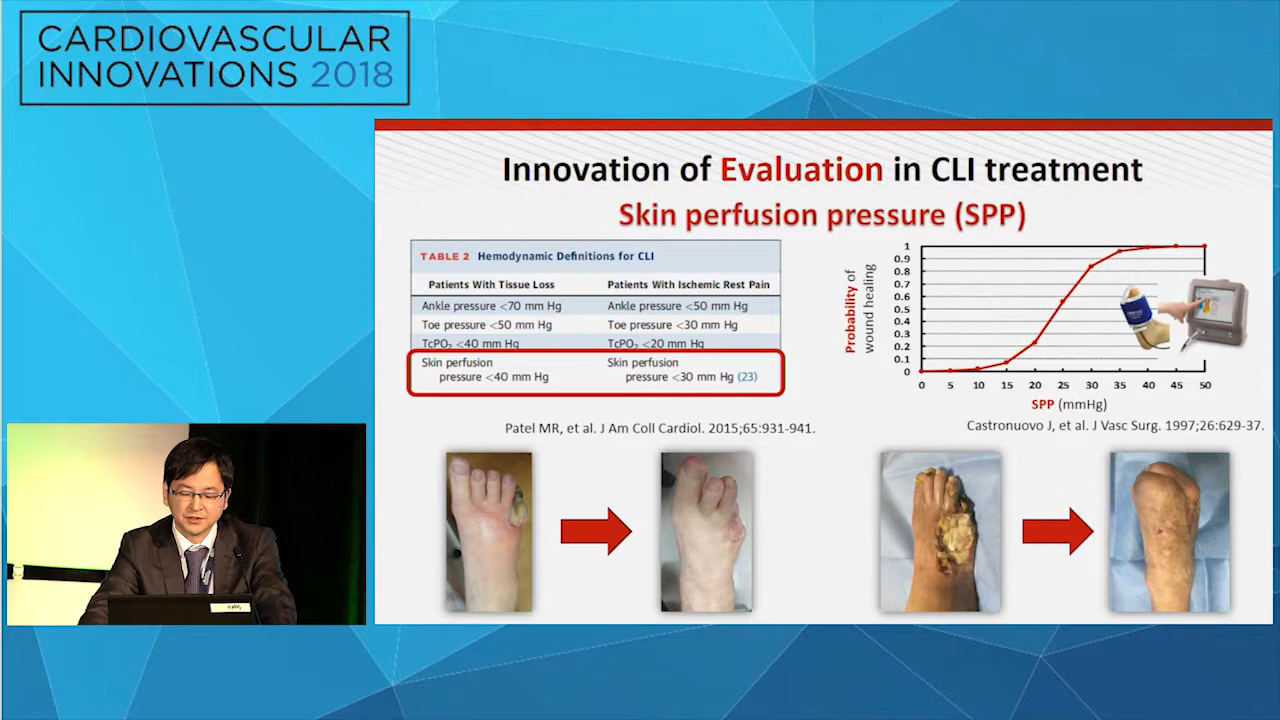 CARDIOVASCULAR
INNOVATIONS 2018
Innovation of Evaluation in CLI treatment
Skin perfusion pressure (SPP)
TABLE 2 Hemodynamic Definitions for CLI
Patients With Tissue Loss Patients With Ischemic Rest Pain
Ankle pressure <70 mm Hg Ankle pressure <50 mm Hg
Toe pressure <50 mm Hg Toe pressure <30 mm Hg
TcPO₂ <40 mm Hg TcPO₂ <20 mm Hg
Skin perfusion Skin perfusion
pressure <40 mm Hg pressure <30 mm Hg (23)
Patel MR, et al. J Am Coll Cardiol. 2015;65:931-941.
Probability of
wound healing
1
0.9
0.8
0.7
0.6
0.5
0.4
0.3
0.2
0.1
0
0 5 10 15 20 25 30 35 40 45 50
SPP (mmHg)
Castronuovo J, et al. J Vasc Surg. 1997;26:629-37.